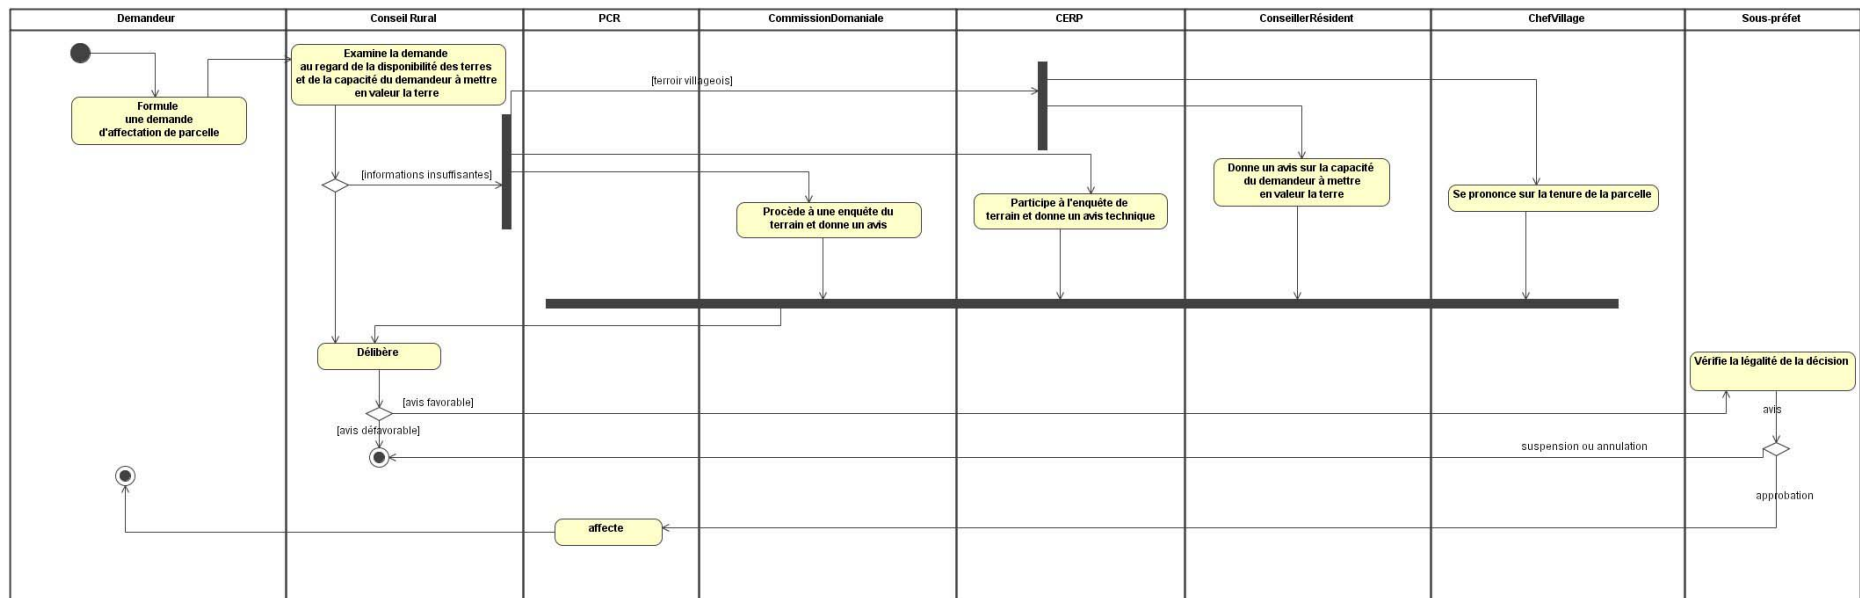 Demandeur
Conseil Rural
PCR
CommissionDomaniale
CERP
ConseillerRésident
ChefVillage
Sous-préfet
Examine la demande
au regard de la disponibilité des terres
et de la capacité du demandeur à mettre
en valeur la terre
[terroir villageois]
Formule
une demande
d'affectation de parcelle
[informations insuffisantes]
Donne un avis sur la capacité
du demandeur à mettre
en valeur la terre
Se prononce sur la tenure de la parcelle
Procède à une enquête du
terrain et donne un avis
Participe à l'enquête de
terrain et donne un avis technique
Délibère
Vérifie la légalité de la décision
[avis favorable]
avis
[avis défavorable]
suspension ou annulation
approbation
affecte